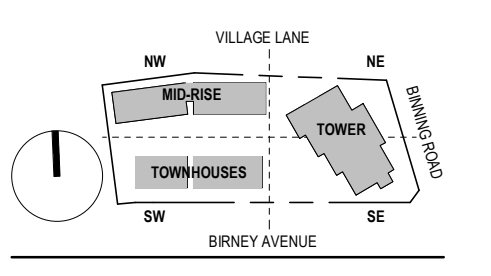 VILLAGE LANE
NW
NE
MID-RISE
BINNING ROAD
TOWER
TOWNHOUSES
SW
SE
BIRNEY AVENUE